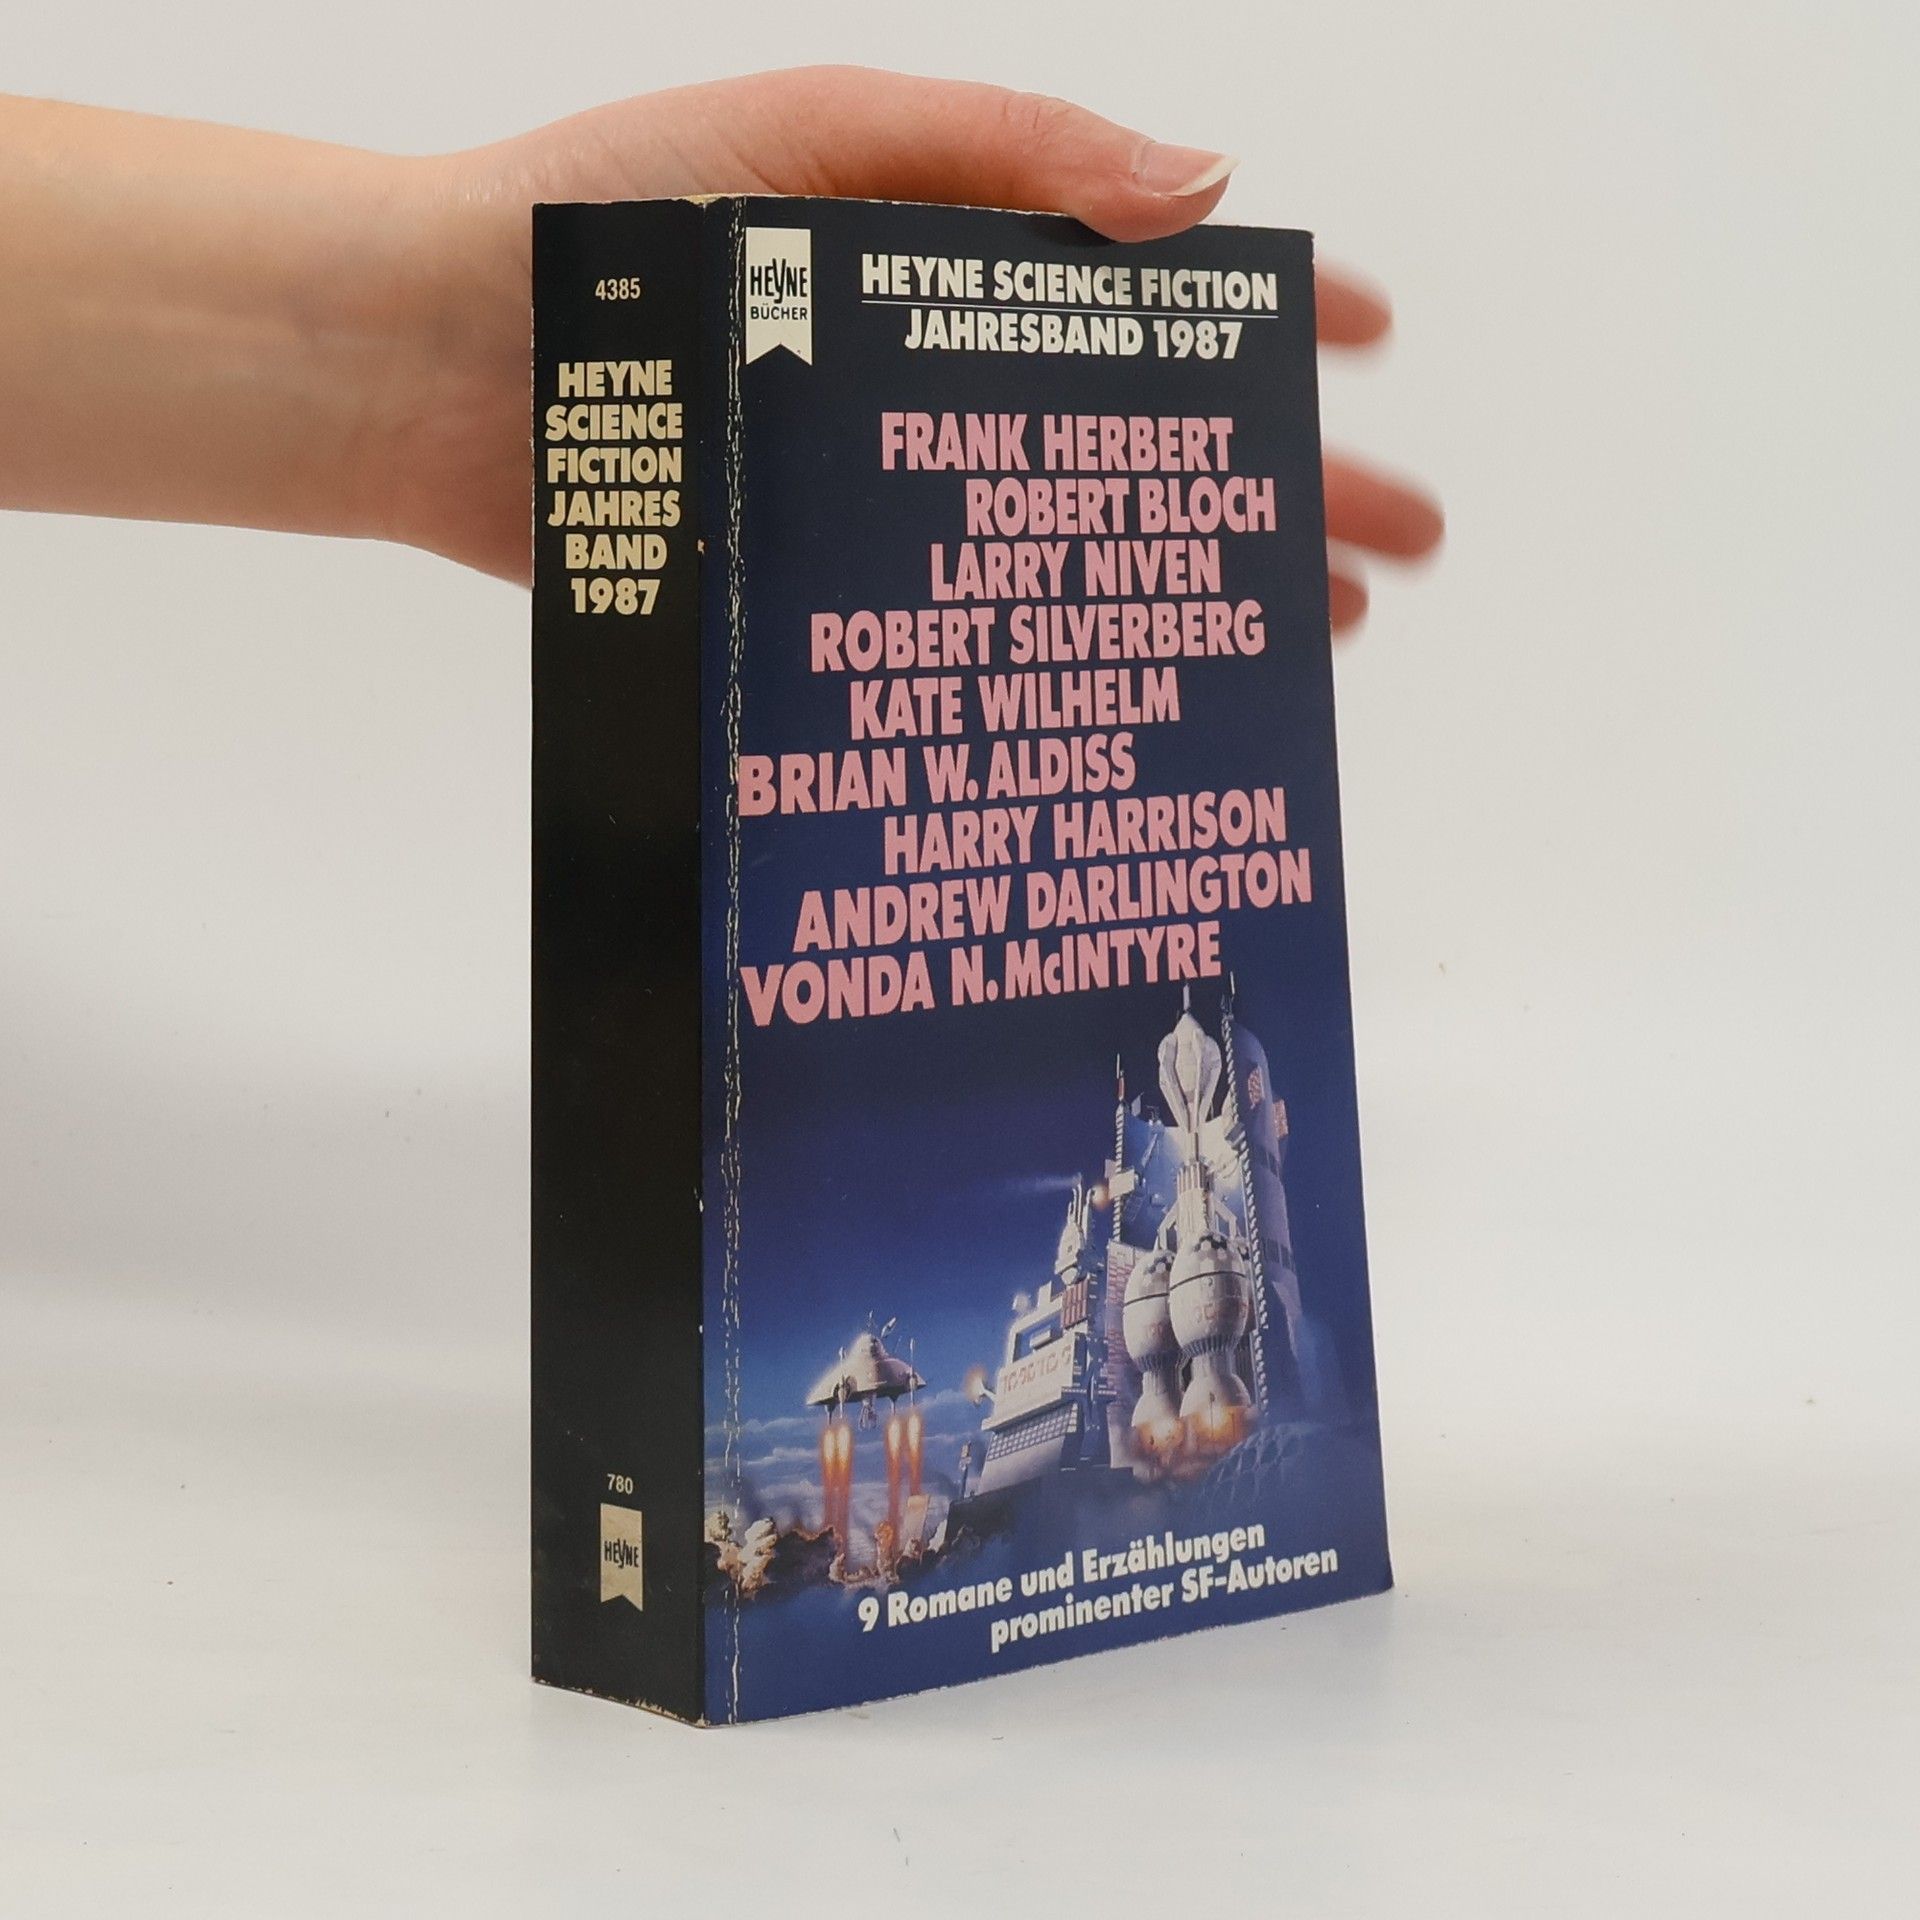 4385
HEYNE
SCIENCE
FICTION
JAHRES
BAND
1987
780
HEYNE
HEYNE
BÜCHER
HEYNE SCIENCE FICTION
JAHRESBAND 1987
FRANK HERBERT
ROBERT BLOCH
LARRY NIVEN
ROBERT SILVERBERG
KATE WILHELM
BRIAN W. ALDISS
HARRY HARRISON
ANDREW DARLINGTON
VONDA N. McINTYRE
9 Romane und Erzählungen
prominenter SF-Autoren